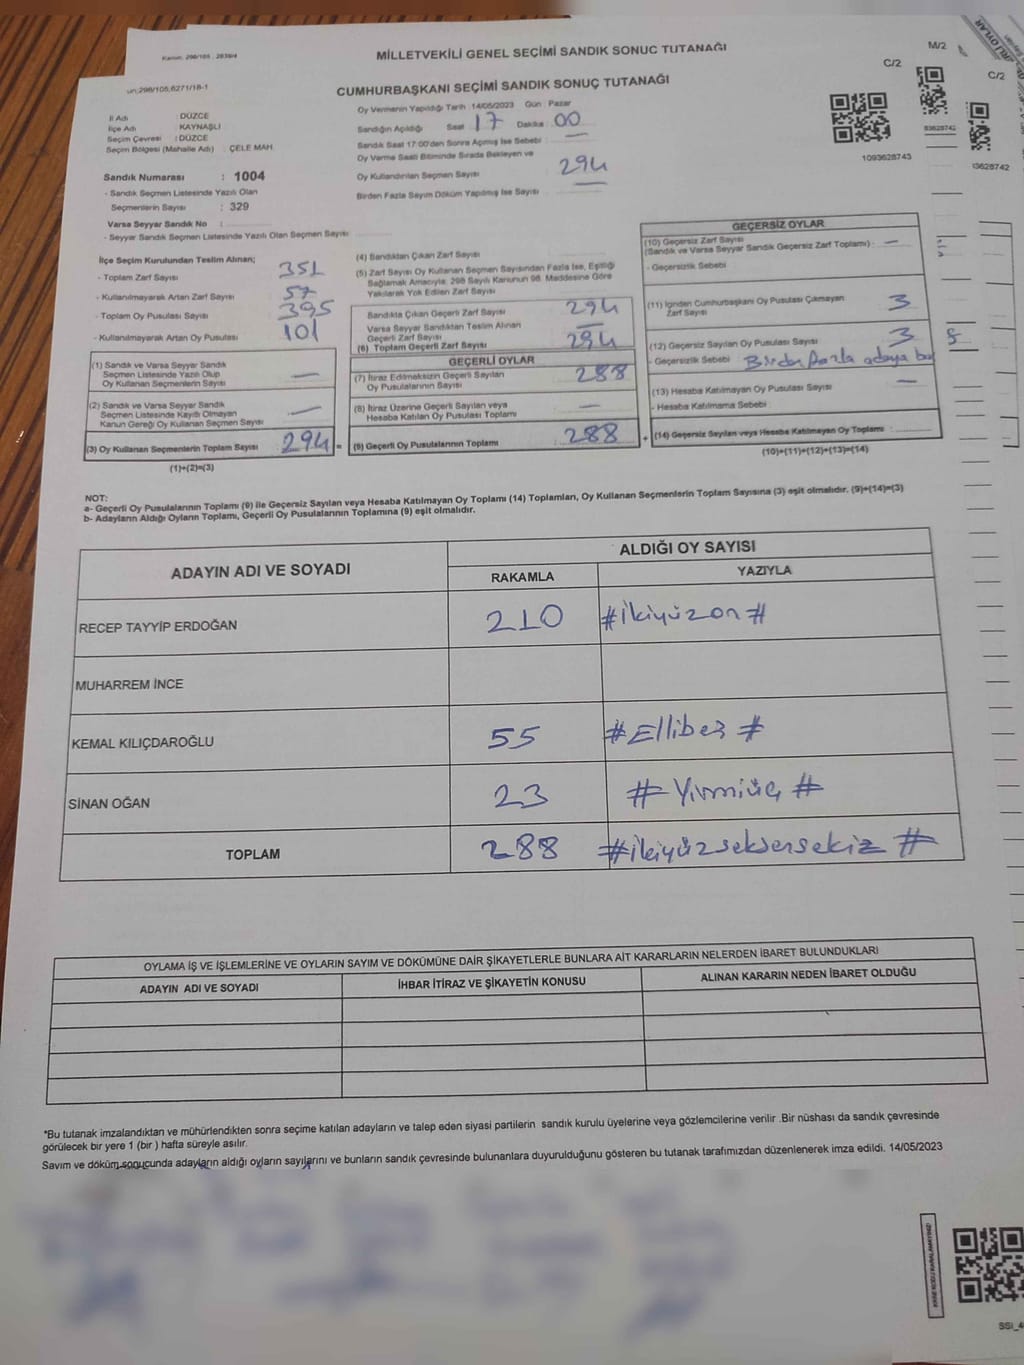 Kanun: 298/105 , 2839/4
MİLLETVEKİLİ GENEL SEÇİMİ SANDIK SONUÇ TUTANAĞI
M/2
C/2
C/2
un;298/105,6271/18-1
CUMHURBAŞKANI SEÇİMİ SANDIK SONUÇ TUTANAĞI
İl Adı : DÜZCE
İlçe Adı : KAYNAŞLI
Seçim Çevresi : DÜZCE
Seçim Bölgesi (Mahalle Adı) : ÇELE MAH.
Sandık Numarası : 1004
- Sandık Seçmen Listesinde Yazılı Olan
Seçmenlerin Sayısı : 329
Varsa Seyyar Sandık No :
- Seyyar Sandık Seçmen Listesinde Yazılı Olan Seçmen Sayısı
Oy Vermenin Yapıldığı Tarih 14/05/2023 Gün : Pazar
Sandığın Açıldığı Saat 17 Dakika 00
Sandık Saat 17:00'den Sonra Açılmış İse Sebebi : —
Oy Verme Saati Bitiminde Sırada Bekleyen ve
Oy Kullandırılan Seçmen Sayısı 294
Birden Fazla Sayım Döküm Yapılmış İse Sayısı —
93628742
1093628743
13628742
İlçe Seçim Kurulundan Teslim Alınan;
- Toplam Zarf Sayısı 351
- Kullanılmayarak Artan Zarf Sayısı 57
- Toplam Oy Pusulası Sayısı 395
- Kullanılmayarak Artan Oy Pusulası 101
(1) Sandık ve Varsa Seyyar Sandık
Seçmen Listesinde Yazılı Olup
Oy Kullanan Seçmenlerin Sayısı —
(2) Sandık ve Varsa Seyyar Sandık
Seçmen Listesinde Kayıtlı Olmayan
Kanun Gereği Oy Kullanan Seçmen Sayısı —
(3) Oy Kullanan Seçmenlerin Toplam Sayısı 294 =
(1)+(2)=(3)
(4) Sandıktan Çıkan Zarf Sayısı
(5) Zarf Sayısı Oy Kullanan Seçmen Sayısından Fazla İse, Eşitliği
Sağlamak Amacıyla; 298 Sayılı Kanunun 98. Maddesine Göre
Yakılarak Yok Edilen Zarf Sayısı
Sandıkta Çıkan Geçerli Zarf Sayısı 294
Varsa Seyyar Sandıktan Teslim Alınan
Geçerli Zarf Sayısı —
(6) Toplam Geçerli Zarf Sayısı 294
GEÇERLİ OYLAR
(7) İtiraz Edilmeksizin Geçerli Sayılan
Oy Pusulalarının Sayısı 288
(8) İtiraz Üzerine Geçerli Sayılan veya
Hesaba Katılan Oy Pusulası Toplamı —
(9) Geçerli Oy Pusulalarının Toplamı 288 +
GEÇERSİZ OYLAR
(10) Geçersiz Zarf Sayısı
(Sandık ve Varsa Seyyar Sandık Geçersiz Zarf Toplamı) : —
- Geçersizlik Sebebi
(11) İçinden Cumhurbaşkanı Oy Pusulası Çıkmayan
Zarf Sayısı 3
(12) Geçersiz Sayılan Oy Pusulası Sayısı 3
- Geçersizlik Sebebi Birden fazla adaya
(13) Hesaba Katılmayan Oy Pusulası Sayısı —
- Hesaba Katılmama Sebebi :
(14) Geçersiz Sayılan veya Hesaba Katılmayan Oy Toplamı :
(10)+(11)+(12)+(13)=(14)
NOT:
a- Geçerli Oy Pusulalarının Toplamı (9) ile Geçersiz Sayılan veya Hesaba Katılmayan Oy Toplamı (14) Toplamları, Oy Kullanan Seçmenlerin Toplam Sayısına (3) eşit olmalıdır. (9)+(14)=(3)
b- Adayların Aldığı Oyların Toplamı, Geçerli Oy Pusulalarının Toplamına (9) eşit olmalıdır.
ADAYIN ADI VE SOYADI
ALDIĞI OY SAYISI
RAKAMLA YAZIYLA
RECEP TAYYİP ERDOĞAN 210 #ikiyüzon#
MUHARREM İNCE
KEMAL KILIÇDAROĞLU 55 #Ellibeş#
SİNAN OĞAN 23 #Yirmiüç#
TOPLAM 288 #ikiyüzseksensekiz#
OYLAMA İŞ VE İŞLEMLERİNE VE OYLARIN SAYIM VE DÖKÜMÜNE DAİR ŞİKAYETLERLE BUNLARA AİT KARARLARIN NELERDEN İBARET BULUNDUKLARI
ADAYIN ADI VE SOYADI İHBAR İTİRAZ VE ŞİKAYETİN KONUSU ALINAN KARARIN NEDEN İBARET OLDUĞU
*Bu tutanak imzalandıktan ve mühürlendikten sonra seçime katılan adayların ve talep eden siyasi partilerin sandık kurulu üyelerine veya gözlemcilerine verilir .Bir nüshası da sandık çevresinde
görülecek bir yere 1 (bir ) hafta süreyle asılır.
Sayım ve döküm sonucunda adayların aldığı oyların sayılarını ve bunların sandık çevresinde bulunanlara duyurulduğunu gösteren bu tutanak tarafımızdan düzenlenerek imza edildi. 14/05/2023